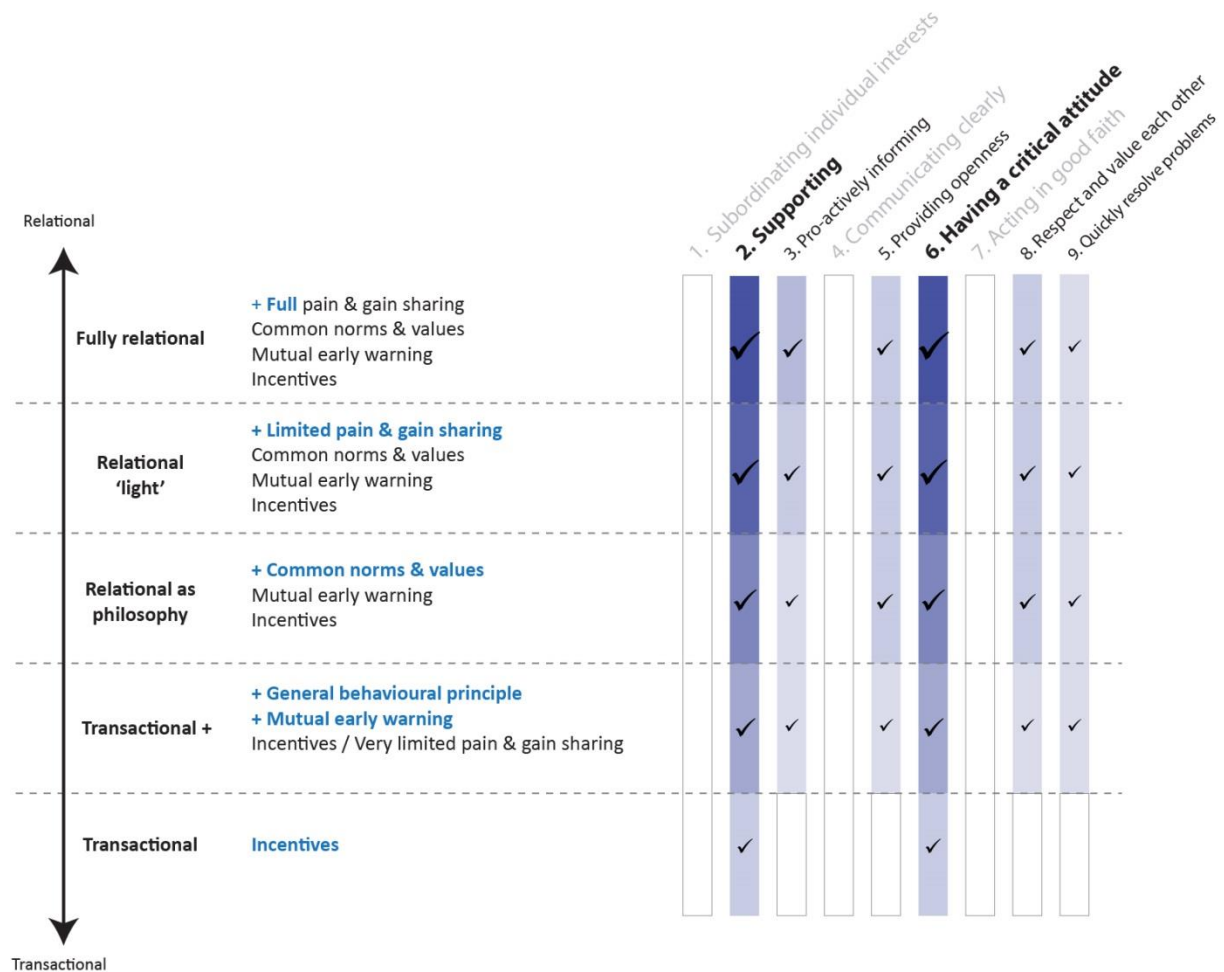 1. Subordinating individual interests
2. Supporting
3. Pro-actively informing
4. Communicating clearly
5. Providing openness
6. Having a critical attitude
7. Acting in good faith
8. Respect and value each other
9. Quickly resolve problems
Relational
Fully relational
+ Full pain & gain sharing
Common norms & values
Mutual early warning
Incentives
Relational
‘light’
+ Limited pain & gain sharing
Common norms & values
Mutual early warning
Incentives
Relational as
philosophy
+ Common norms & values
Mutual early warning
Incentives
Transactional +
+ General behavioural principle
+ Mutual early warning
Incentives / Very limited pain & gain sharing
Transactional
Incentives
Transactional